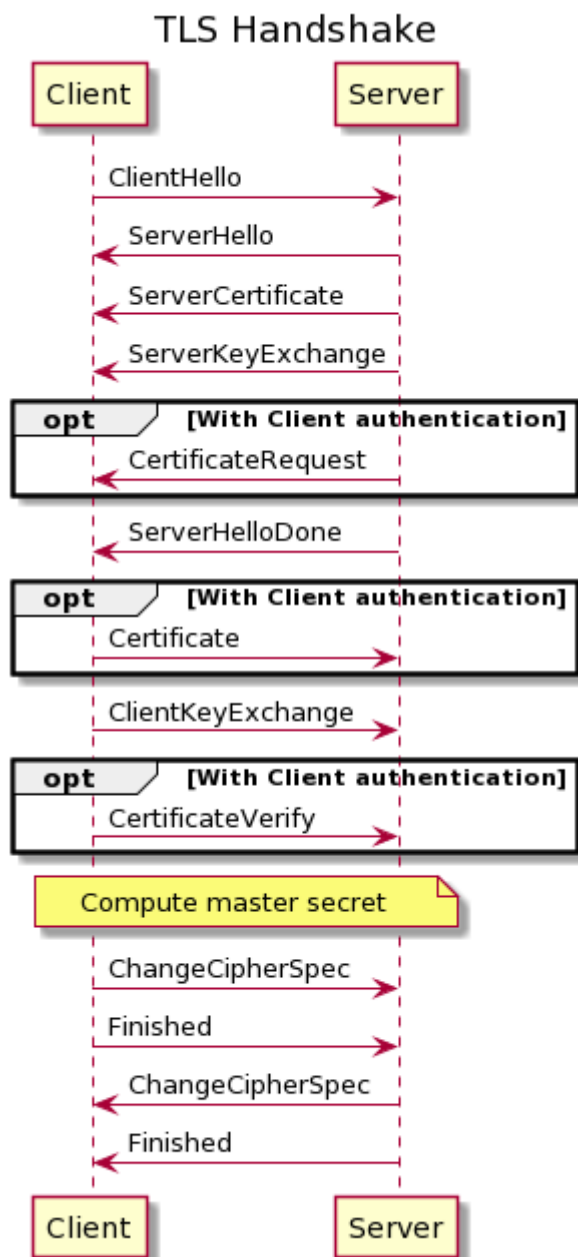 TLS Handshake
Client Server
ClientHello
ServerHello
ServerCertificate
ServerKeyExchange
opt [With Client authentication]
CertificateRequest
ServerHelloDone
opt [With Client authentication]
Certificate
ClientKeyExchange
opt [With Client authentication]
CertificateVerify
Compute master secret
ChangeCipherSpec
Finished
ChangeCipherSpec
Finished
Client Server